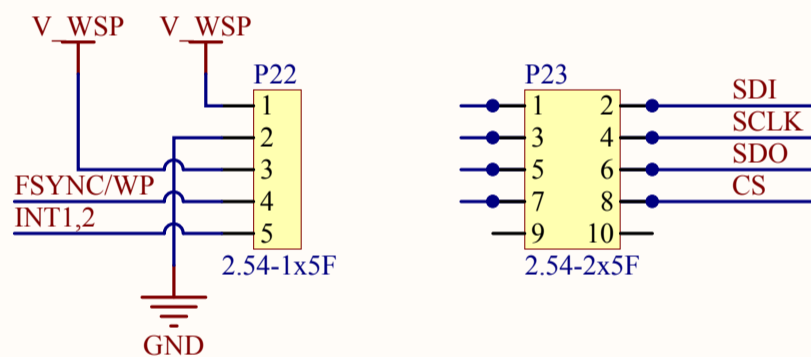 V_WSP V_WSP
P22 P23
1 1 2 SDI
2 3 4 SCLK
3 5 6 SDO
FSYNC/WP 4 7 8 CS
INT1,2 5 9 10
2.54-1x5F 2.54-2x5F
GND